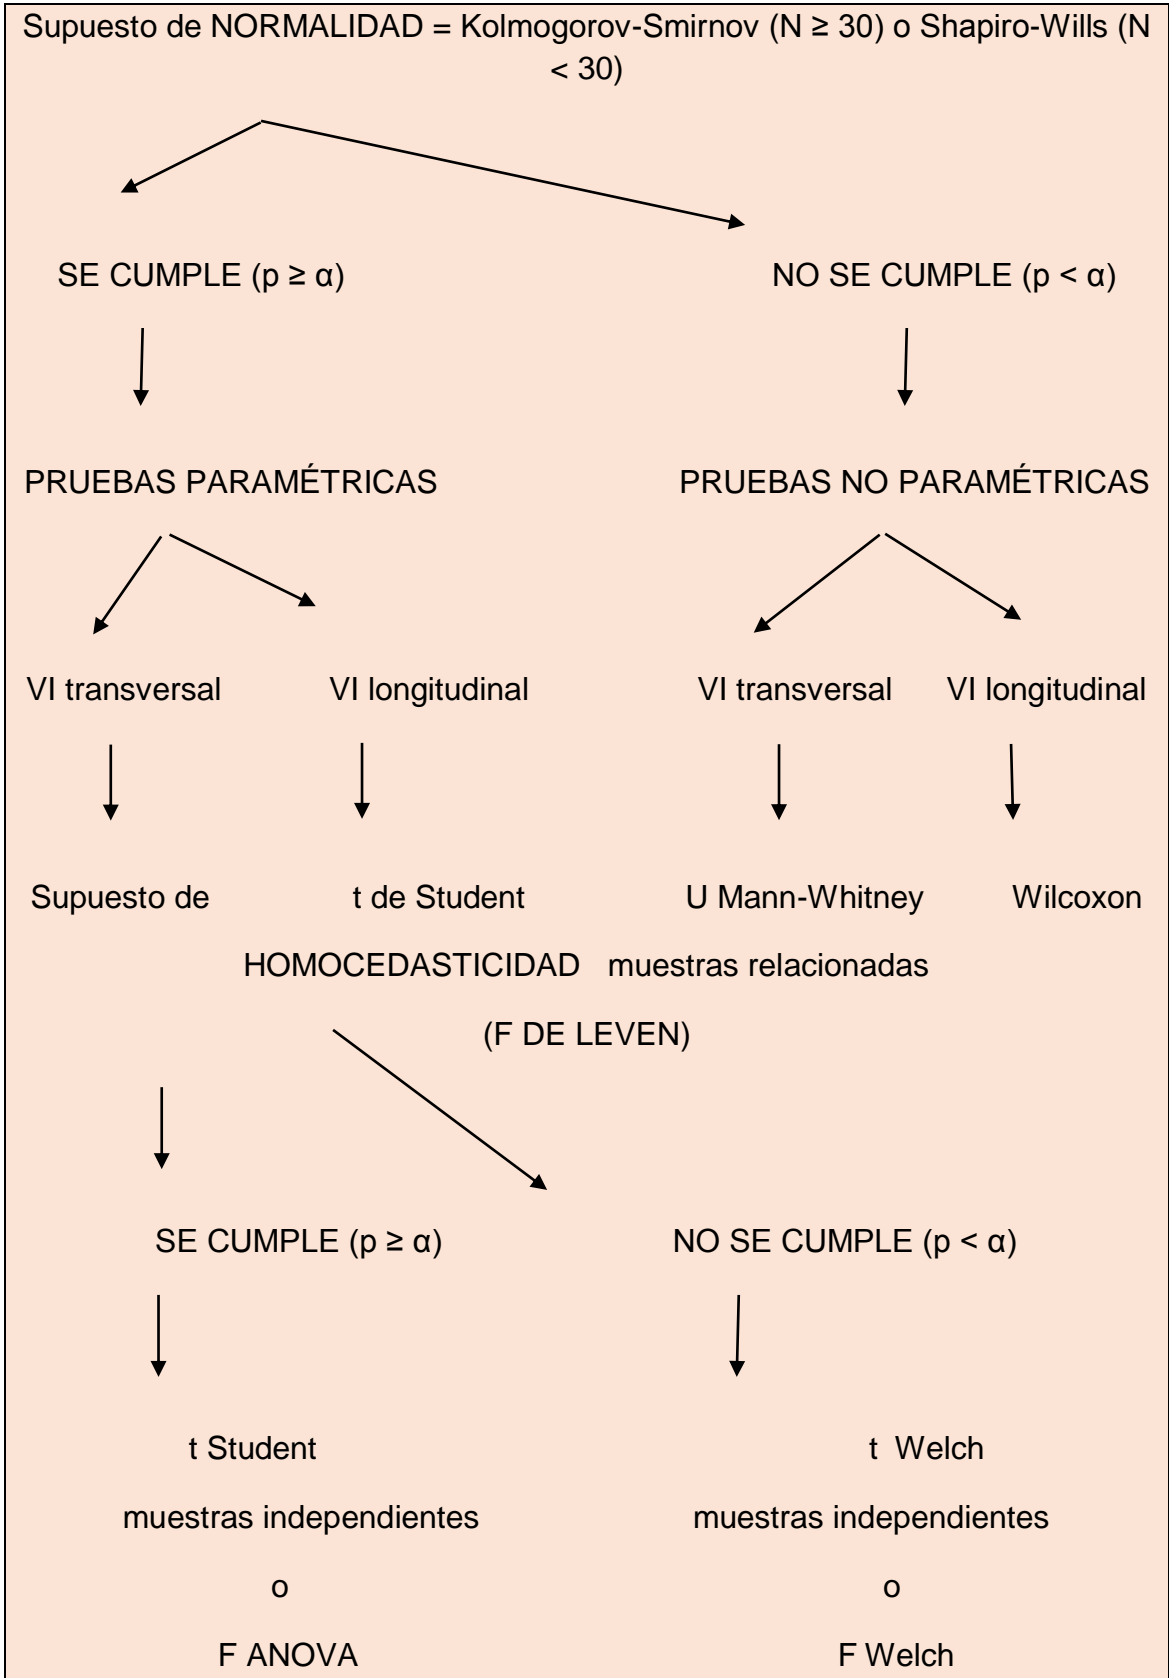 Supuesto de NORMALIDAD = Kolmogorov-Smirnov (N ≥ 30) o Shapiro-Wills (N
< 30)
SE CUMPLE (p ≥ α) NO SE CUMPLE (p < α)
PRUEBAS PARAMÉTRICAS PRUEBAS NO PARAMÉTRICAS
VI transversal VI longitudinal VI transversal VI longitudinal
Supuesto de t de Student U Mann-Whitney Wilcoxon
HOMOCEDASTICIDAD muestras relacionadas
(F DE LEVEN)
SE CUMPLE (p ≥ α) NO SE CUMPLE (p < α)
t Student t Welch
muestras independientes muestras independientes
o o
F ANOVA F Welch